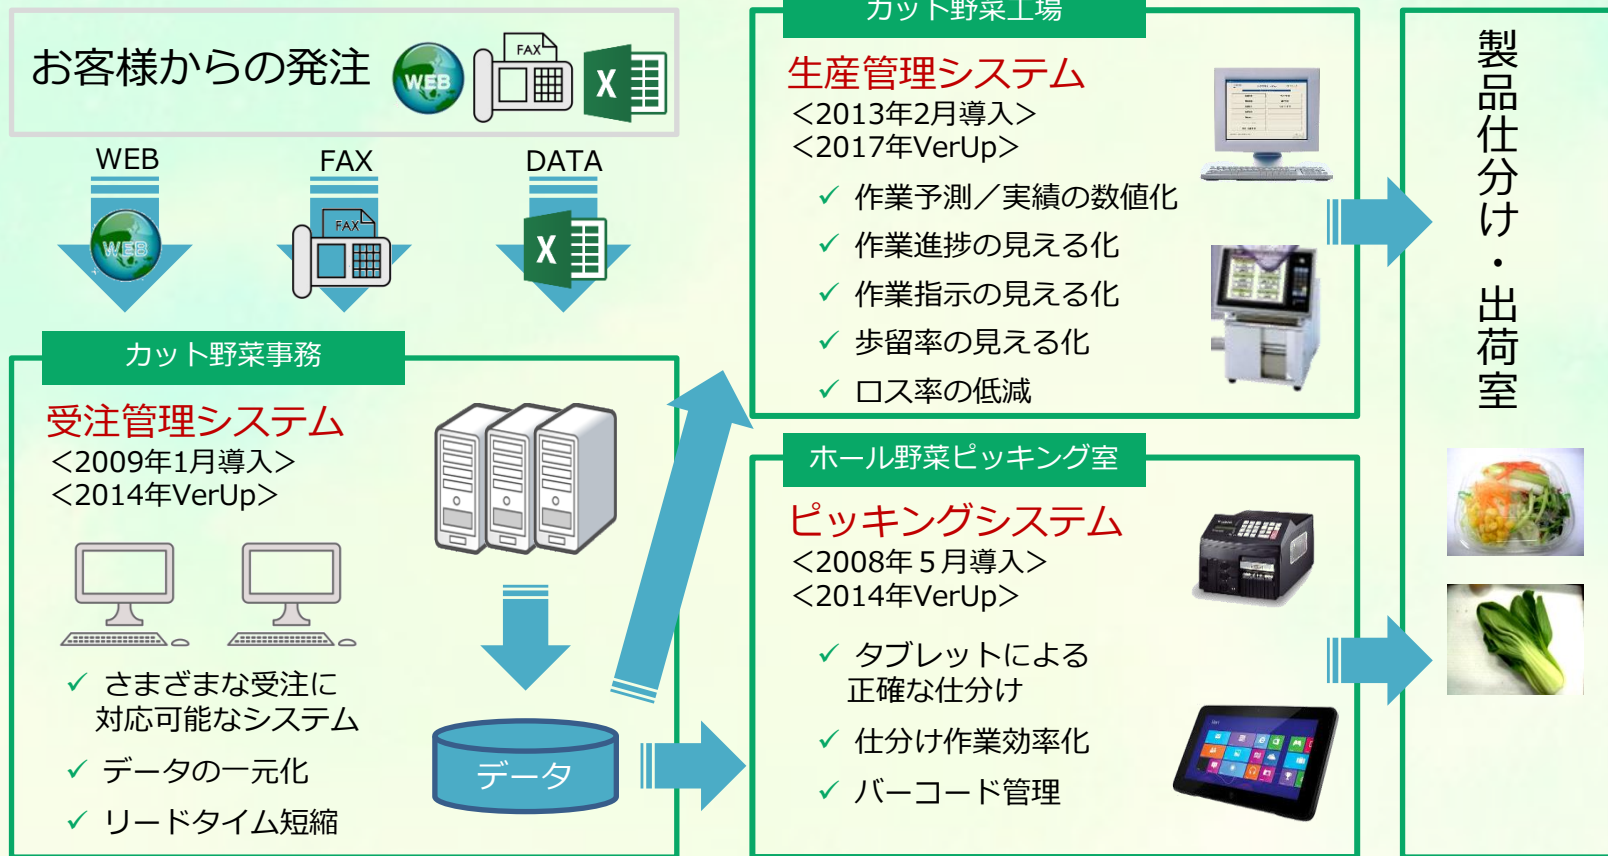 お客様からの発注
WEB
FAX
X
WEB
FAX
DATA
WEB
FAX
X
カット野菜事務
受注管理システム
＜2009年1月導入＞
＜2014年VerUp＞
✓ さまざまな受注に
対応可能なシステム
✓ データの一元化
✓ リードタイム短縮
データ
カット野菜工場
生産管理システム
＜2013年2月導入＞
＜2017年VerUp＞
✓ 作業予測／実績の数値化
✓ 作業進捗の見える化
✓ 作業指示の見える化
✓ 歩留率の見える化
✓ ロス率の低減
ホール野菜ピッキング室
ピッキングシステム
＜2008年５月導入＞
＜2014年VerUp＞
✓ タブレットによる
正確な仕分け
✓ 仕分け作業効率化
✓ バーコード管理
製品仕分け・出荷室